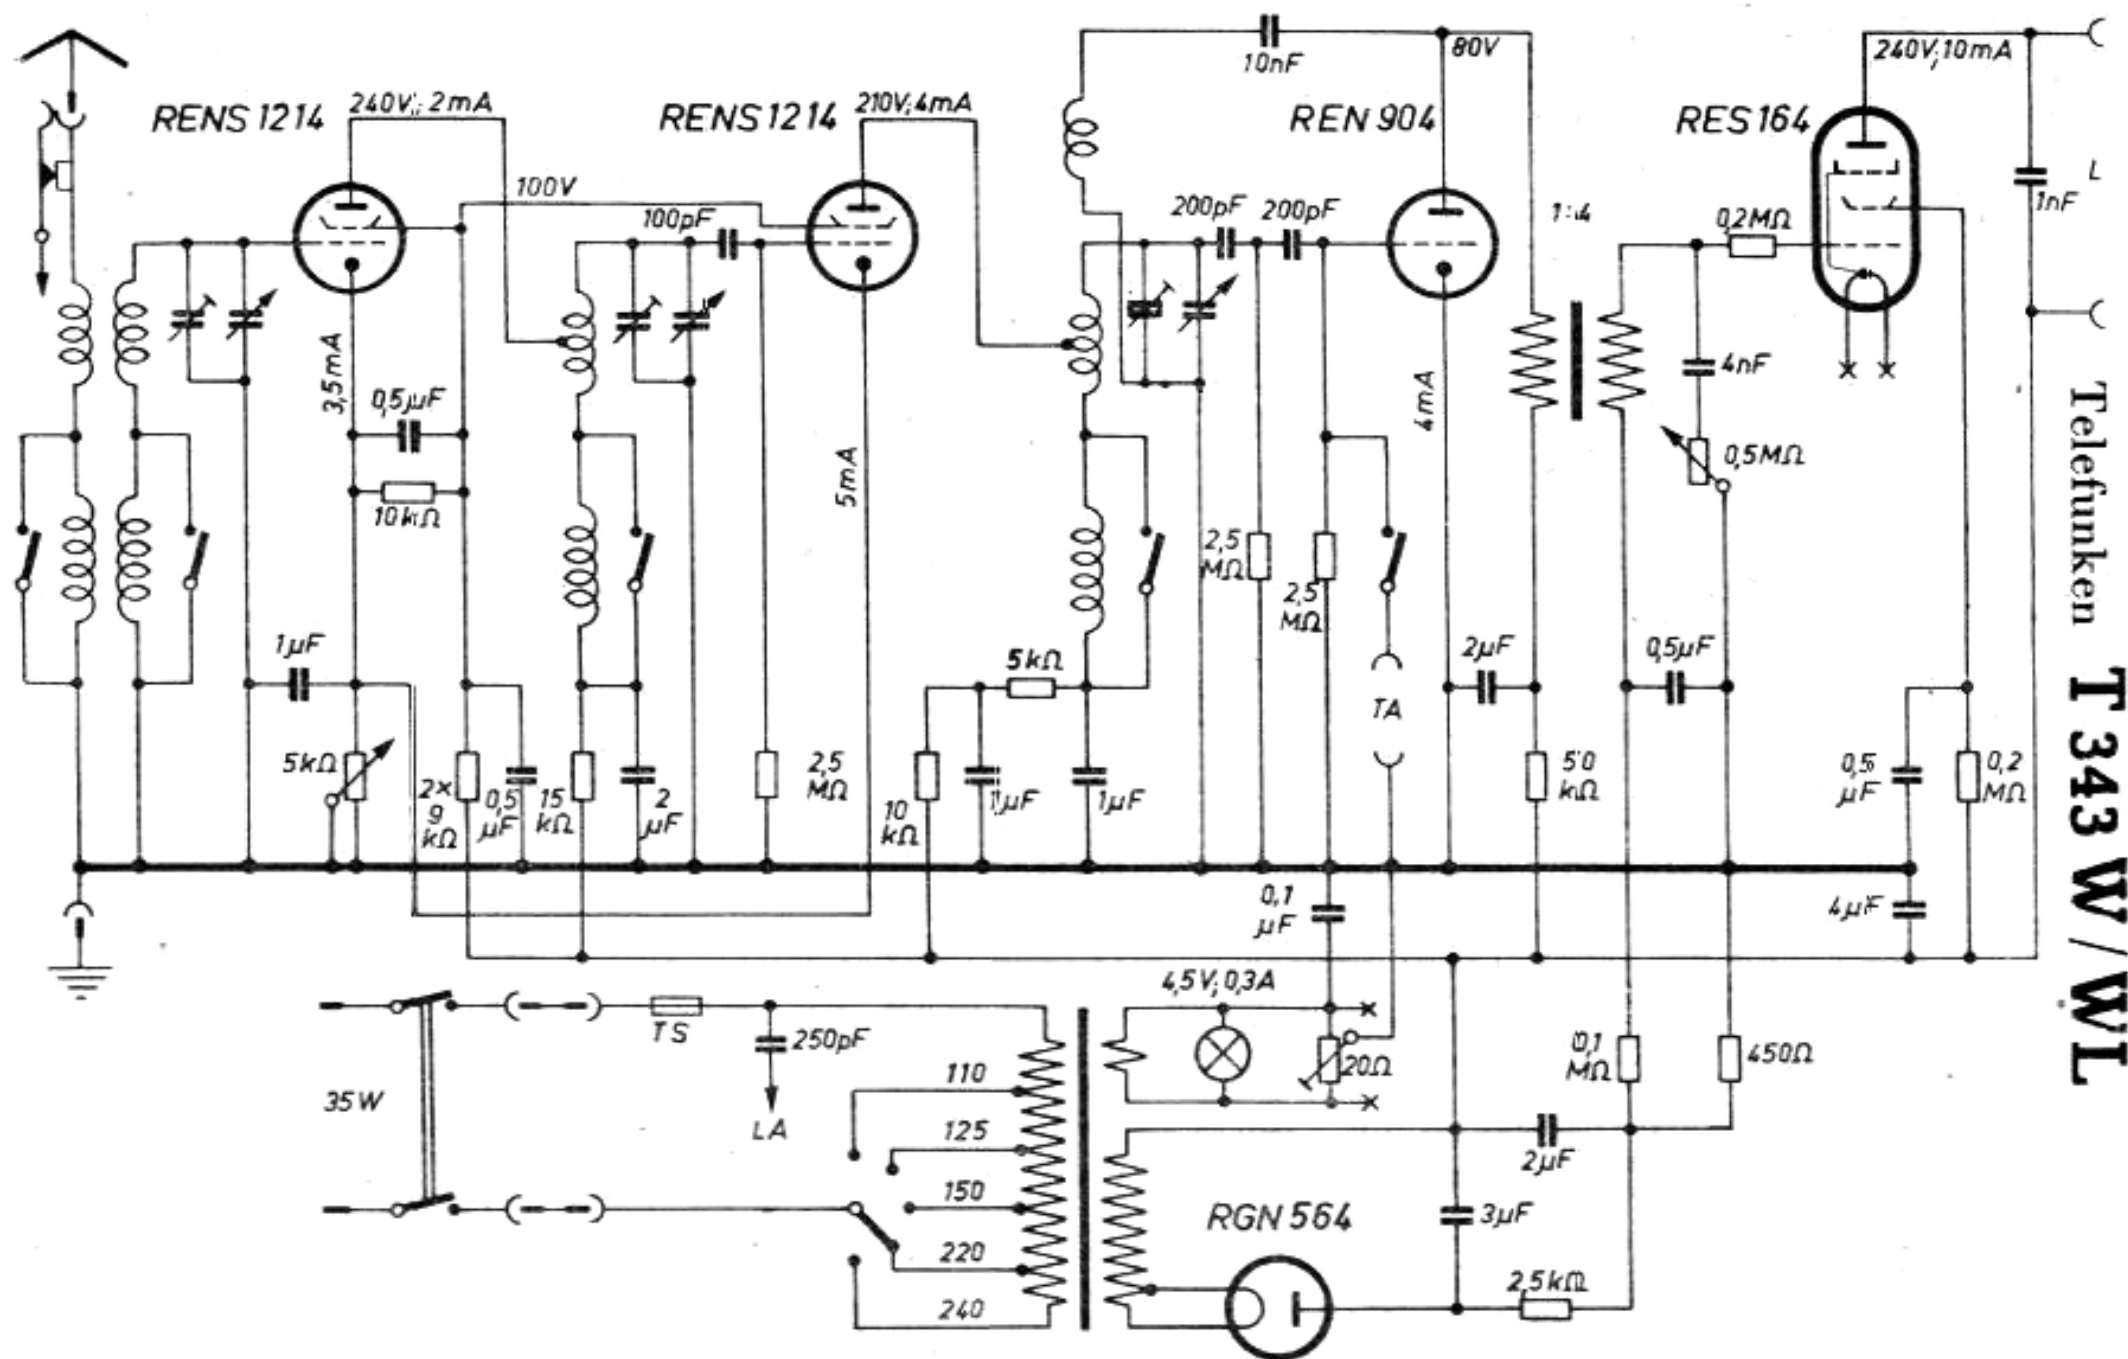 10nF
80V
240V; 10mA
RENS 1214
240V; 2mA
RENS 1214
210V; 4mA
REN 904
RES 164
100V
100pF
200pF
200pF
1:4
0,2MΩ
1nF
L
3,5mA
0,5µF
10kΩ
5mA
4mA
4nF
0,5MΩ
2,5
MΩ
2,5
MΩ
1µF
5kΩ
2µF
0,5µF
TA
5kΩ
2×
9
kΩ
0,5
µF
15
kΩ
2
µF
2,5
MΩ
10
kΩ
1µF
1µF
50
kΩ
0,5
µF
0,2
MΩ
0,1
µF
4µF
4,5V; 0,3A
TS
250pF
LA
35W
110
125
150
220
240
20Ω
0,1
MΩ
450Ω
2µF
RGN 564
3µF
2,5kΩ
Telefunken T 343 W/WL